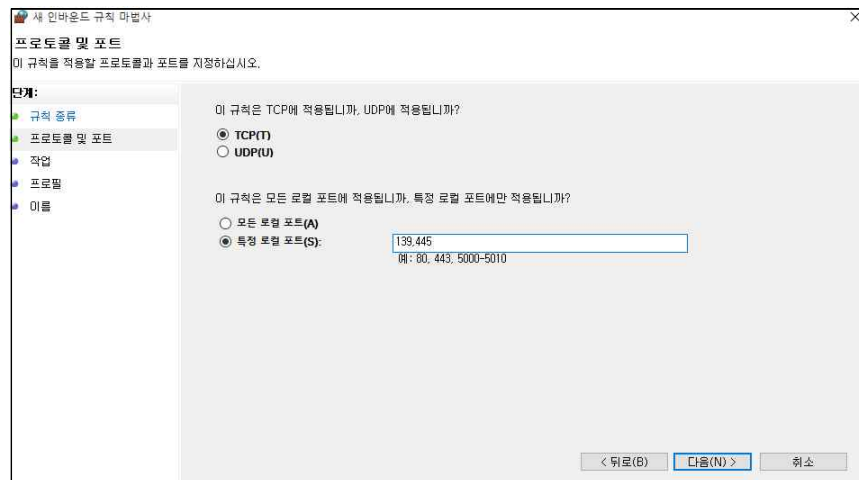 새 인바운드 규칙 마법사
프로토콜 및 포트
이 규칙을 적용할 프로토콜과 포트를 지정하십시오.
단계:
규칙 종류
프로토콜 및 포트
작업
프로필
이름
이 규칙은 TCP에 적용됩니까, UDP에 적용됩니까?
TCP(T)
UDP(U)
이 규칙은 모든 로컬 포트에 적용됩니까, 특정 로컬 포트에만 적용됩니까?
모든 로컬 포트(A)
특정 로컬 포트(S): 139,445
예: 80, 443, 5000-5010
< 뒤로(B) 다음(N) > 취소